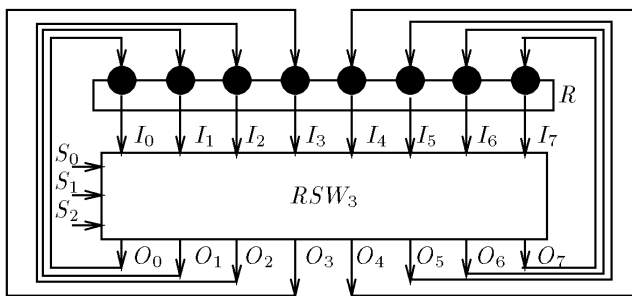 R
I₀ I₁ I₂ I₃ I₄ I₅ I₆ I₇
S₀
S₁
S₂
RSW₃
O₀ O₁ O₂ O₃ O₄ O₅ O₆ O₇